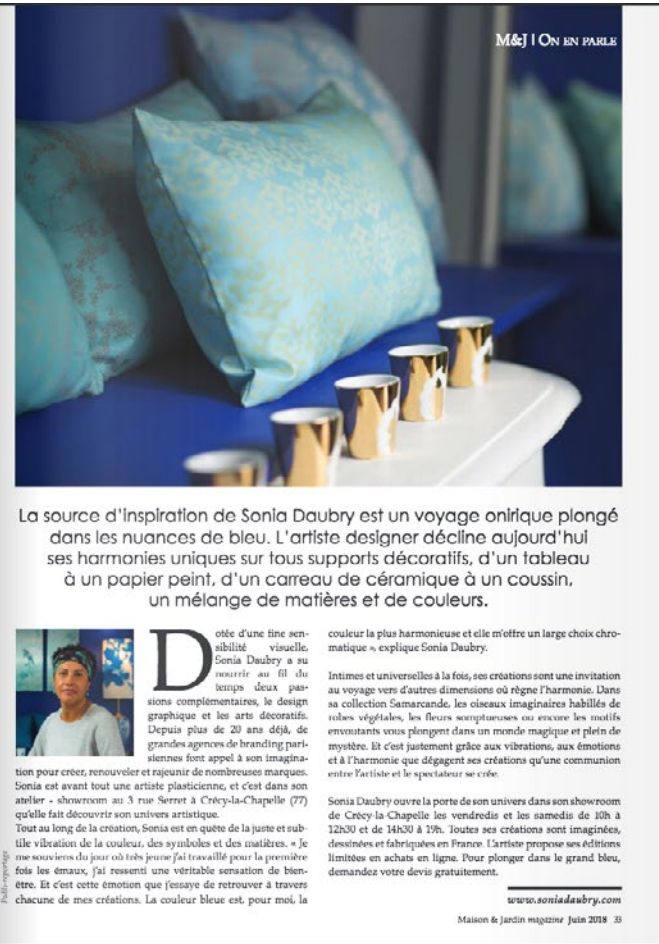 M&J | ON EN PARLE
La source d'inspiration de Sonia Daubry est un voyage onirique plongé
dans les nuances de bleu. L'artiste designer décline aujourd'hui
ses harmonies uniques sur tous supports décoratifs, d'un tableau
à un papier peint, d'un carreau de céramique à un coussin,
un mélange de matières et de couleurs.
Dotée d'une fine sen-
sibilité visuelle,
Sonia Daubry a su
nourrir au fil du
temps deux pas-
sions complémentaires, le design
graphique et les arts décoratifs.
Depuis plus de 20 ans déjà, de
grandes agences de branding pari-
siennes font appel à son imagina-
tion pour créer, renouveler et rajeunir de nombreuses marques.
Sonia est avant tout une artiste plasticienne, et c'est dans son
atelier - showroom au 3 rue Serret à Crécy-la-Chapelle (77)
qu'elle fait découvrir son univers artistique.
Tout au long de la création, Sonia est en quête de la juste et sub-
tile vibration de la couleur, des symboles et des matières. « Je
me souviens du jour où très jeune j'ai travaillé pour la première
fois les émaux, j'ai ressenti une véritable sensation de bien-
être. Et c'est cette émotion que j'essaye de retrouver à travers
chacune de mes créations. La couleur bleue est, pour moi, la
couleur la plus harmonieuse et elle m'offre un large choix chro-
matique », explique Sonia Daubry.
Intimes et universelles à la fois, ses créations sont une invitation
au voyage vers d'autres dimensions où règne l'harmonie. Dans
sa collection Samarcande, les oiseaux imaginaires habillés de
robes végétales, les fleurs somptueuses ou encore les motifs
envoutants vous plongent dans un monde magique et plein de
mystère. Et c'est justement grâce aux vibrations, aux émotions
et à l'harmonie que dégagent ses créations qu'une communion
entre l'artiste et le spectateur se crée.
Sonia Daubry ouvre la porte de son univers dans son showroom
de Crécy-la-Chapelle les vendredis et les samedis de 10h à
12h30 et de 14h30 à 19h. Toutes ses créations sont imaginées,
dessinées et fabriquées en France. L'artiste propose ses éditions
limitées en achats en ligne. Pour plonger dans le grand bleu,
demandez votre devis gratuitement.
www.soniadaubry.com
Publi-reportage
Maison & Jardin magazine Juin 2018 33